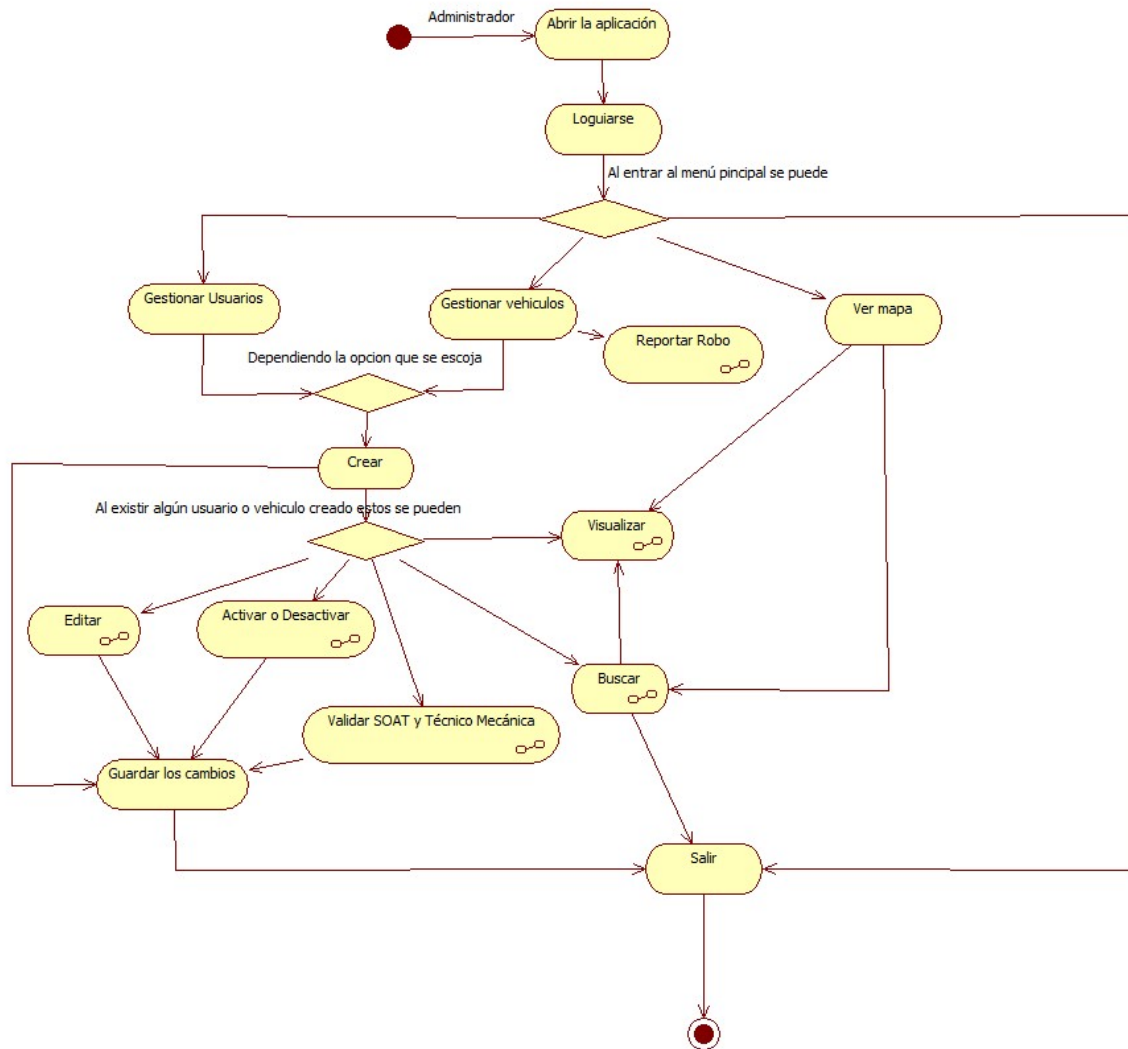 Administrador
Abrir la aplicación
Loguiarse
Al entrar al menú pincipal se puede
Gestionar Usuarios
Gestionar vehiculos
Ver mapa
Reportar Robo
Dependiendo la opcion que se escoja
Crear
Al existir algún usuario o vehiculo creado estos se pueden
Visualizar
Editar
Activar o Desactivar
Buscar
Validar SOAT y Técnico Mecánica
Guardar los cambios
Salir